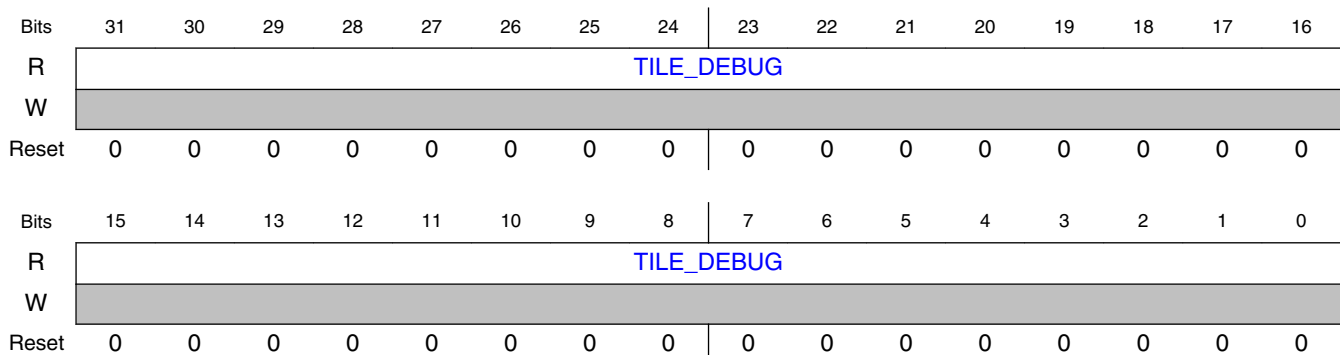 Bits 31 30 29 28 27 26 25 24 23 22 21 20 19 18 17 16
R TILE_DEBUG
W
Reset 0 0 0 0 0 0 0 0 0 0 0 0 0 0 0 0
Bits 15 14 13 12 11 10 9 8 7 6 5 4 3 2 1 0
R TILE_DEBUG
W
Reset 0 0 0 0 0 0 0 0 0 0 0 0 0 0 0 0